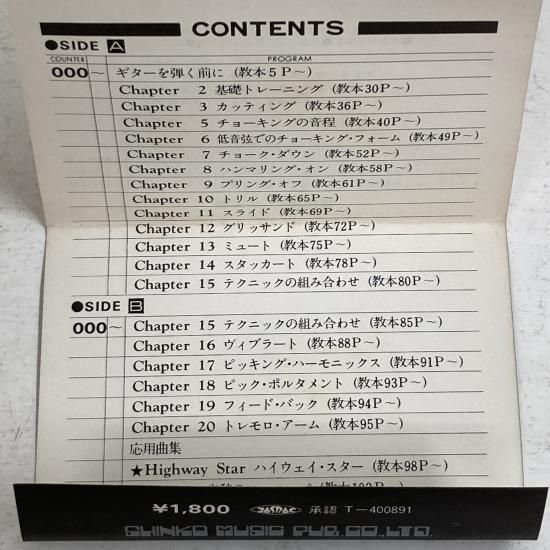 CONTENTS
●SIDE A
COUNTER PROGRAM
000～ ギターを弾く前に (教本5P～)
Chapter 2 基礎トレーニング (教本30P～)
Chapter 3 カッティング (教本36P～)
Chapter 5 チョーキングの音程 (教本40P～)
Chapter 6 低音弦でのチョーキング・フォーム (教本49P～)
Chapter 7 チョーク・ダウン (教本52P～)
Chapter 8 ハンマリング・オン (教本58P～)
Chapter 9 プリング・オフ (教本61P～)
Chapter 10 トリル (教本65P～)
Chapter 11 スライド (教本69P～)
Chapter 12 グリッサンド (教本72P～)
Chapter 13 ミュート (教本75P～)
Chapter 14 スタッカート (教本78P～)
Chapter 15 テクニックの組み合わせ (教本80P～)
●SIDE B
000～ Chapter 15 テクニックの組み合わせ (教本85P～)
Chapter 16 ヴィブラート (教本88P～)
Chapter 17 ピッキング・ハーモニックス (教本91P～)
Chapter 18 ピック・ポルタメント (教本93P～)
Chapter 19 フィード・バック (教本94P～)
Chapter 20 トレモロ・アーム (教本95P～)
応用曲集
★Highway Star ハイウェイ・スター (教本98P～)
¥1,800 JASRAC 承認 T-400891
SHINKO MUSIC PUB.CO.,LTD.